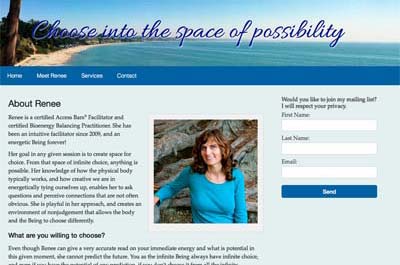 Choose into the space of possibility
Home
Meet Renee
Services
Contact
About Renee
Renee is a certified Access Bars® Facilitator and
certified Bioenergy Balancing Practitioner. She has
been an intuitive facilitator since 2009, and an
energetic Being forever!
Her goal in any given session is to create space for
choice. From that space of infinite choice, anything is
possible. Her knowledge of how the physical body
typically works, and how creative we are in
energetically tying ourselves up, enables her to ask
questions and perceive connections that are not often
obvious. She is playful in her approach, and creates an
environment of nonjudgement that allows the body
and the Being to choose differently.
What are you willing to choose?
Even though Renee can give a very accurate read on your immediate energy and what is potential in
this given moment, she cannot predict the future. You as the infinite Being always have infinite choice,
Would you like to join my mailing list?
I will respect your privacy.
First Name:
Last Name:
Email:
Send